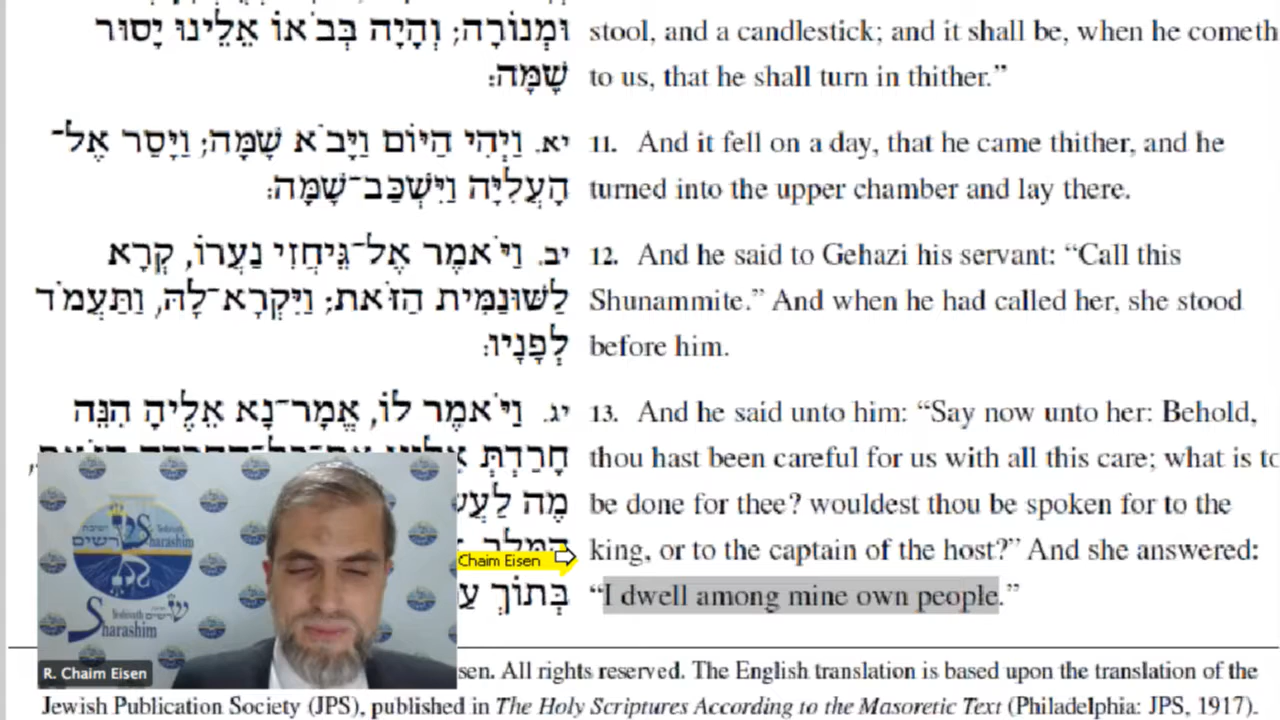 וּמְנוֹרָה; וְהָיָה בְּבֹאוֹ אֵלֵינוּ יָסוּר
שָׁמָּה:
stool, and a candlestick; and it shall be, when he cometh
to us, that he shall turn in thither.”
יא. וַיְהִי הַיּוֹם וַיָּבֹא שָׁמָּה; וַיָּסַר אֶל־
הָעֲלִיָּה וַיִּשְׁכַּב־שָׁמָּה:
11. And it fell on a day, that he came thither, and he
turned into the upper chamber and lay there.
יב. וַיֹּאמֶר אֶל־גֵּיחֲזִי נַעֲרוֹ, קְרָא
לַשּׁוּנַמִּית הַזֹּאת; וַיִּקְרָא־לָהּ, וַתַּעֲמֹד
לְפָנָיו:
12. And he said to Gehazi his servant: “Call this
Shunammite.” And when he had called her, she stood
before him.
יג. וַיֹּאמֶר לוֹ, אֱמָר־נָא אֵלֶיהָ הִנֵּה
חָרַדְתְּ
מֶה
בְּתוֹךְ
13. And he said unto him: “Say now unto her: Behold,
thou hast been careful for us with all this care; what is to
be done for thee? wouldest thou be spoken for to the
king, or to the captain of the host?” And she answered:
“I dwell among mine own people.”
Chaim Eisen
ישיבת
Yeshivath
שרשים
Sharashim
Yeshivath ישיבת
Sharashim
R. Chaim Eisen
sen. All rights reserved. The English translation is based upon the translation of the
Jewish Publication Society (JPS), published in The Holy Scriptures According to the Masoretic Text (Philadelphia: JPS, 1917).